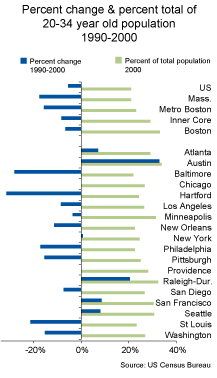 Percent change & percent total of
20-34 year old population
1990-2000
Percent change
1990-2000
Percent of total population
2000
US
Mass.
Metro Boston
Inner Core
Boston
Atlanta
Austin
Baltimore
Chicago
Hartford
Los Angeles
Minneapolis
New Orleans
New York
Philadelphia
Pittsburgh
Providence
Raleigh-Dur.
San Diego
San Francisco
Seattle
St Louis
Washington
-20% 0% 20% 40%
Source: US Census Bureau